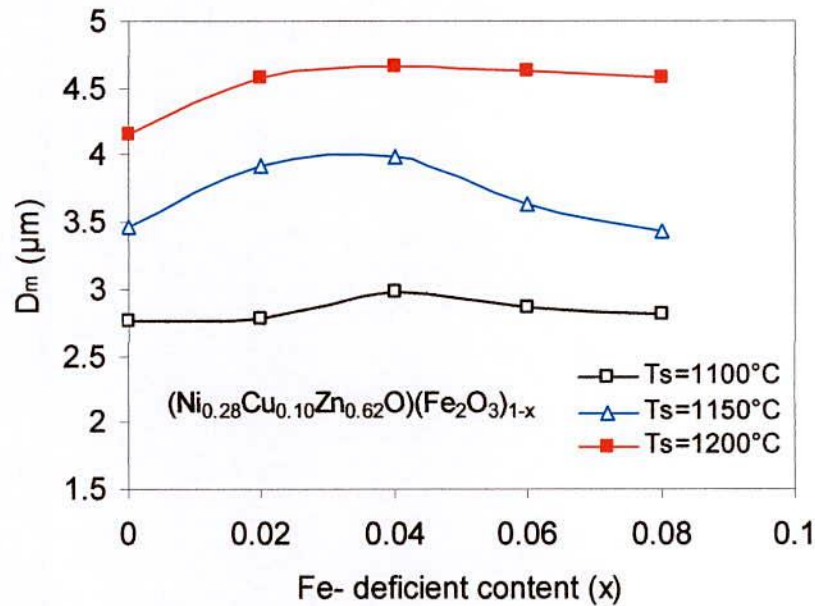 5
4.5
4
3.5
3
2.5
2
1.5
Dm (μm)
(Ni0.28Cu0.10Zn0.62O)(Fe2O3)1-x
Ts=1100°C
Ts=1150°C
Ts=1200°C
0 0.02 0.04 0.06 0.08 0.1
Fe- deficient content (x)